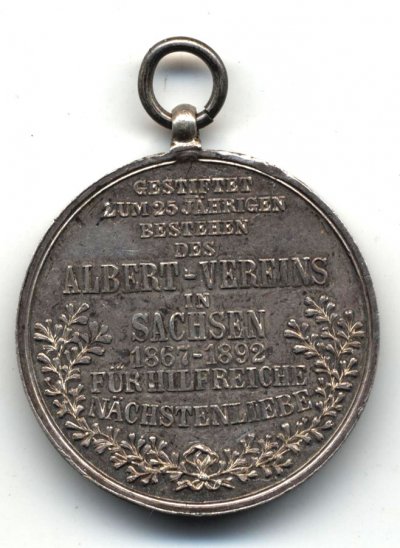 GESTIFTET
ZUM 25 JÄHRIGEN
BESTEHEN
DES
ALBERT-VEREINS
IN
SACHSEN
1867-1892
FÜR HILFREICHE
NÄCHSTENLIEBE